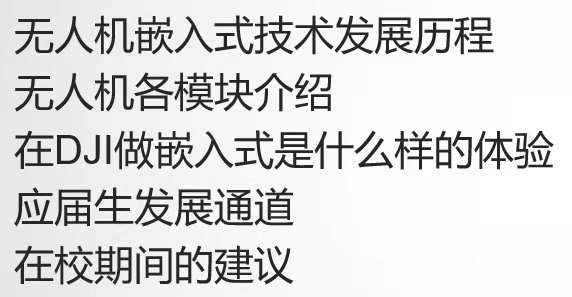 无人机嵌入式技术发展历程
无人机各模块介绍
在DJI做嵌入式是什么样的体验
应届生发展通道
在校期间的建议